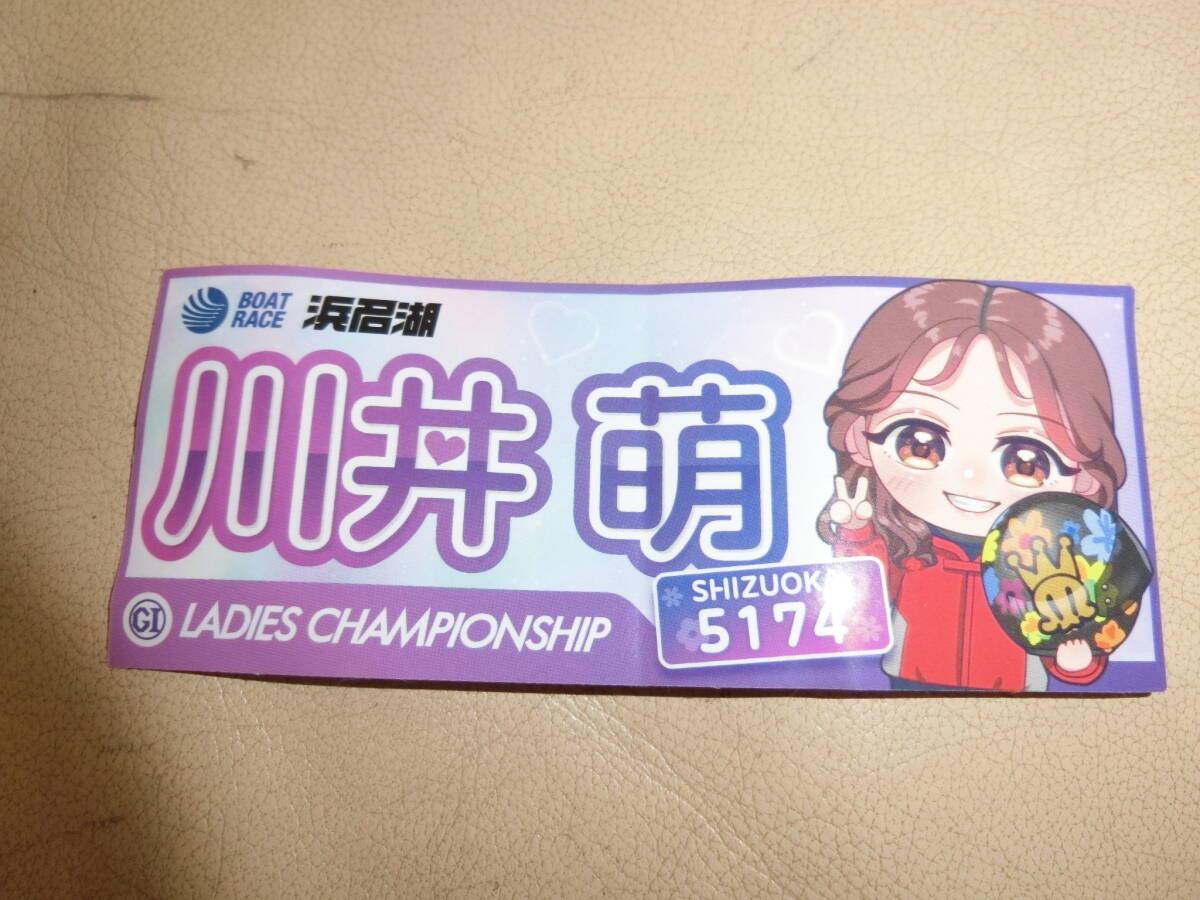 BOAT RACE 浜名湖
川井 萌
GI LADIES CHAMPIONSHIP
SHIZUOKA
5174
M